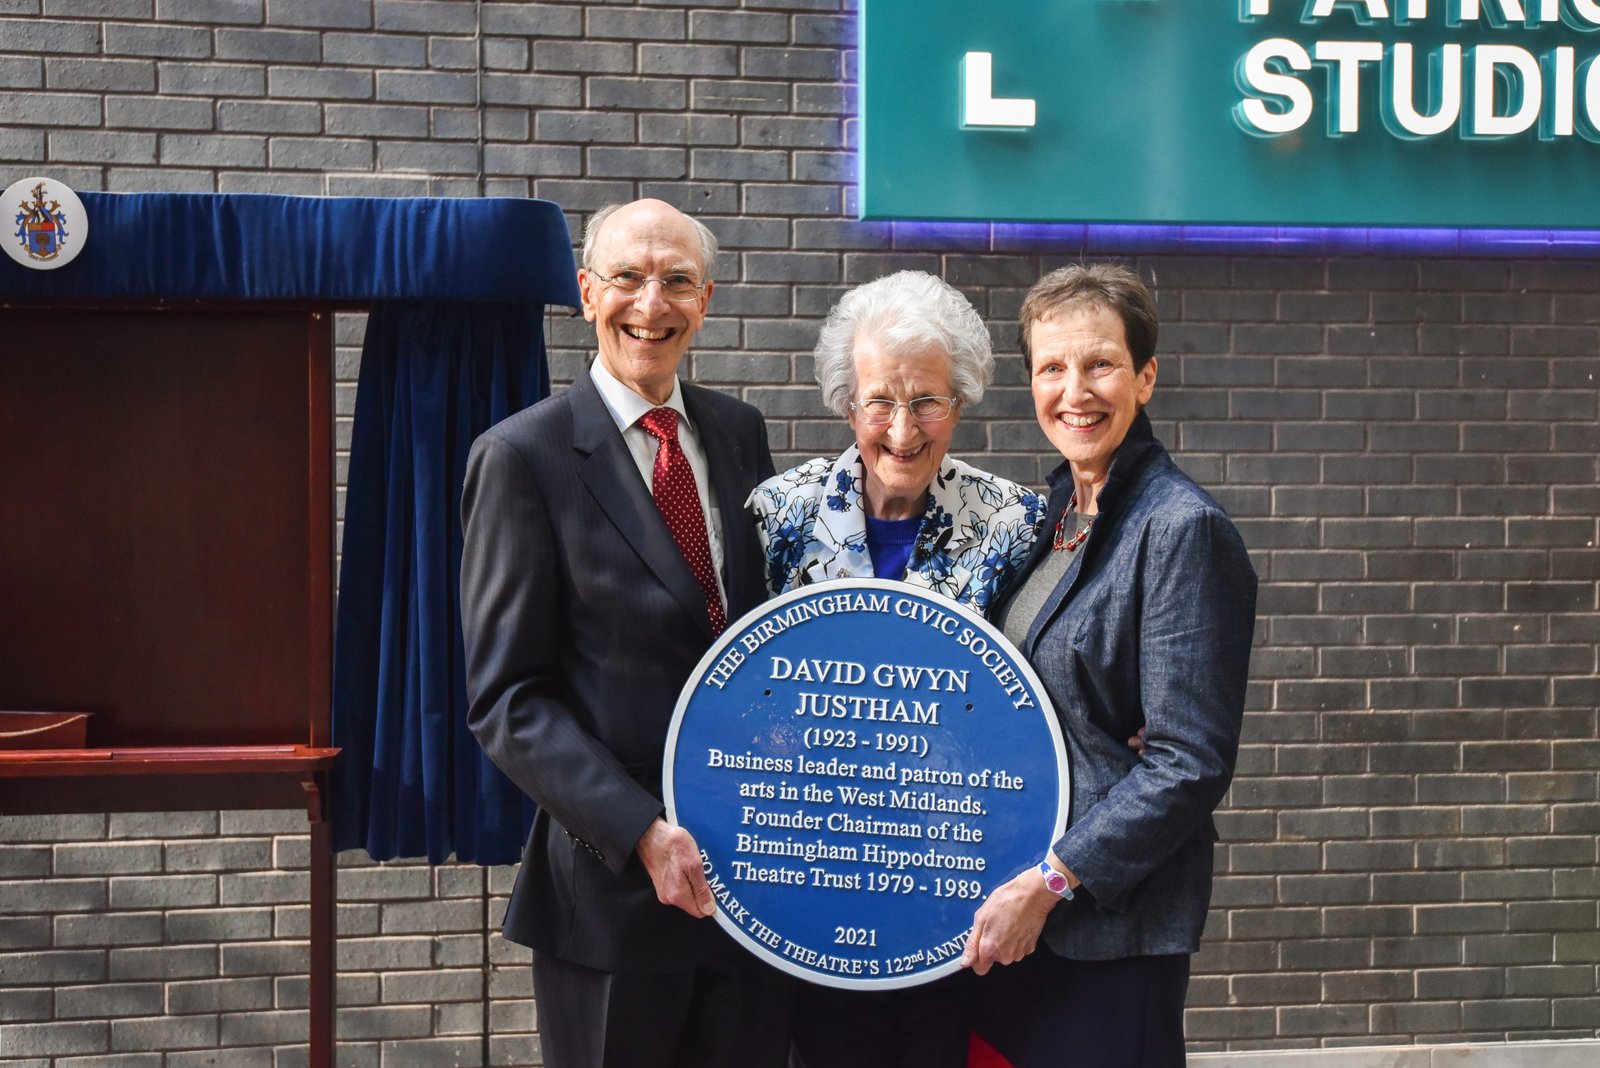 L
STUDIO
THE BIRMINGHAM CIVIC SOCIETY
DAVID GWYN
JUSTHAM
(1923 - 1991)
Business leader and patron of the
arts in the West Midlands.
Founder Chairman of the
Birmingham Hippodrome
Theatre Trust 1979 - 1989.
2021
TO MARK THE THEATRE'S 122nd ANNI